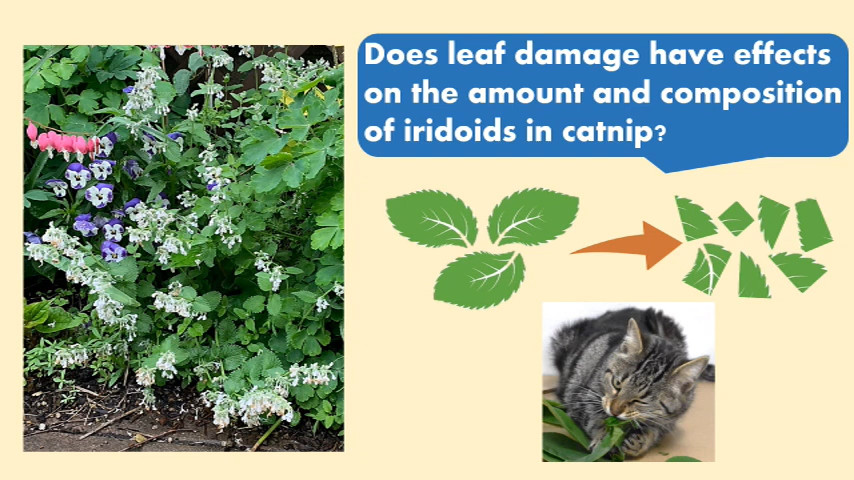 Does leaf damage have effects
on the amount and composition
of iridoids in catnip?